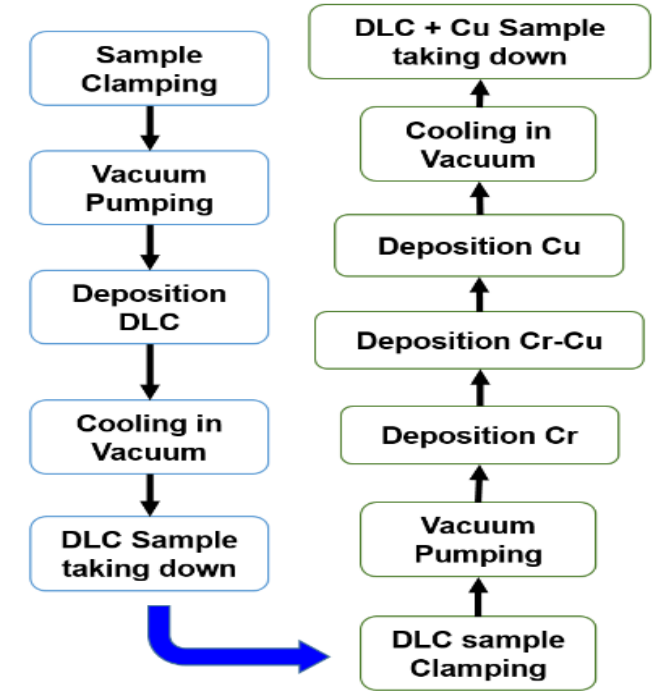 Sample
Clamping
Vacuum
Pumping
Deposition
DLC
Cooling in
Vacuum
DLC Sample
taking down
DLC sample
Clamping
Vacuum
Pumping
Deposition Cr
Deposition Cr-Cu
Deposition Cu
Cooling in
Vacuum
DLC + Cu Sample
taking down